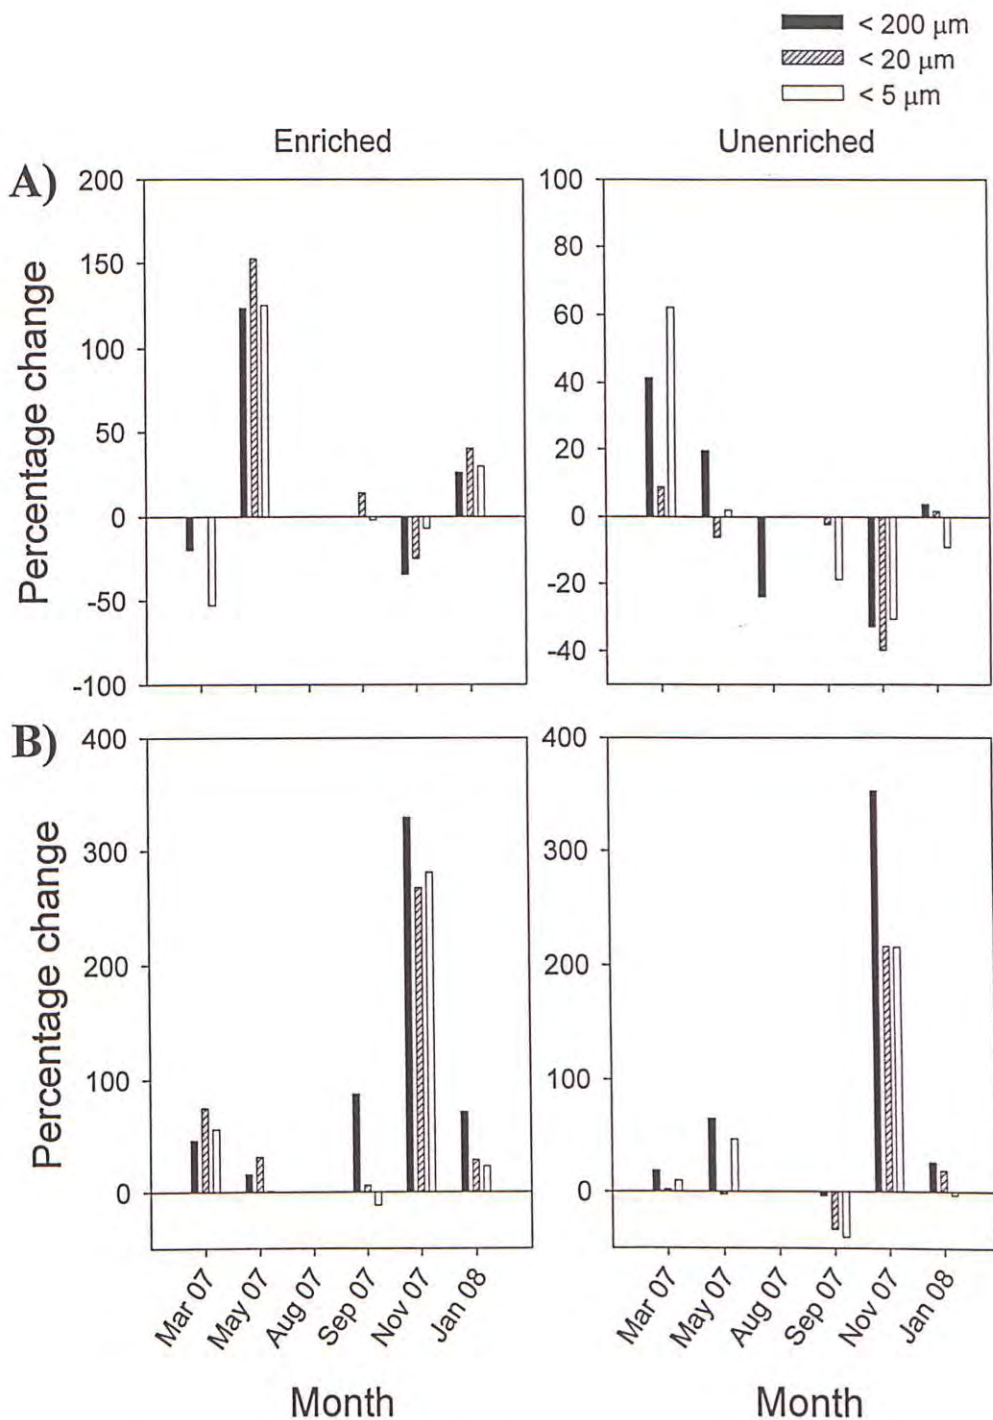 < 200 μm
< 20 μm
< 5 μm
Enriched
Unenriched
A)
Percentage change
200
150
100
50
0
-50
-100
100
80
60
40
20
0
-20
-40
B)
Percentage change
400
300
200
100
0
400
300
200
100
0
Mar 07
May 07
Aug 07
Sep 07
Nov 07
Jan 08
Mar 07
May 07
Aug 07
Sep 07
Nov 07
Jan 08
Month
Month